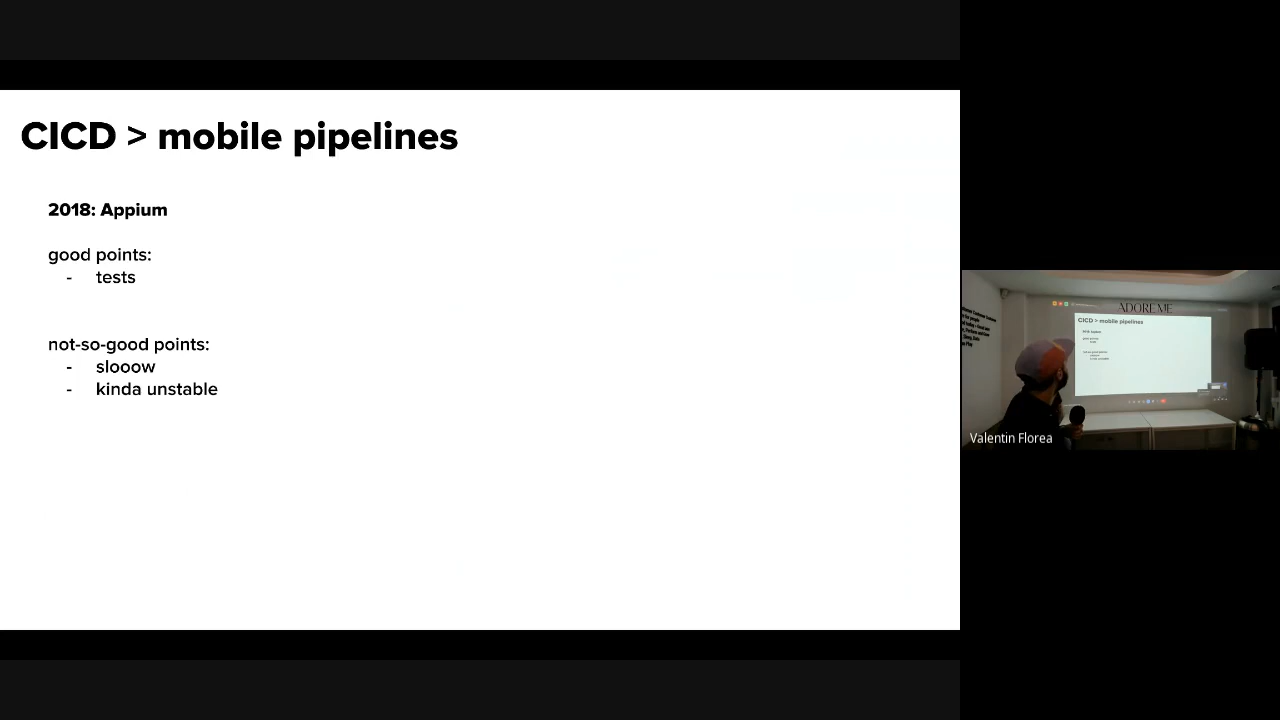 CICD > mobile pipelines
2018: Appium
good points:
- tests
not-so-good points:
- slooow
- kinda unstable
ADORE ME
CICD > mobile pipelines
Valentin Florea